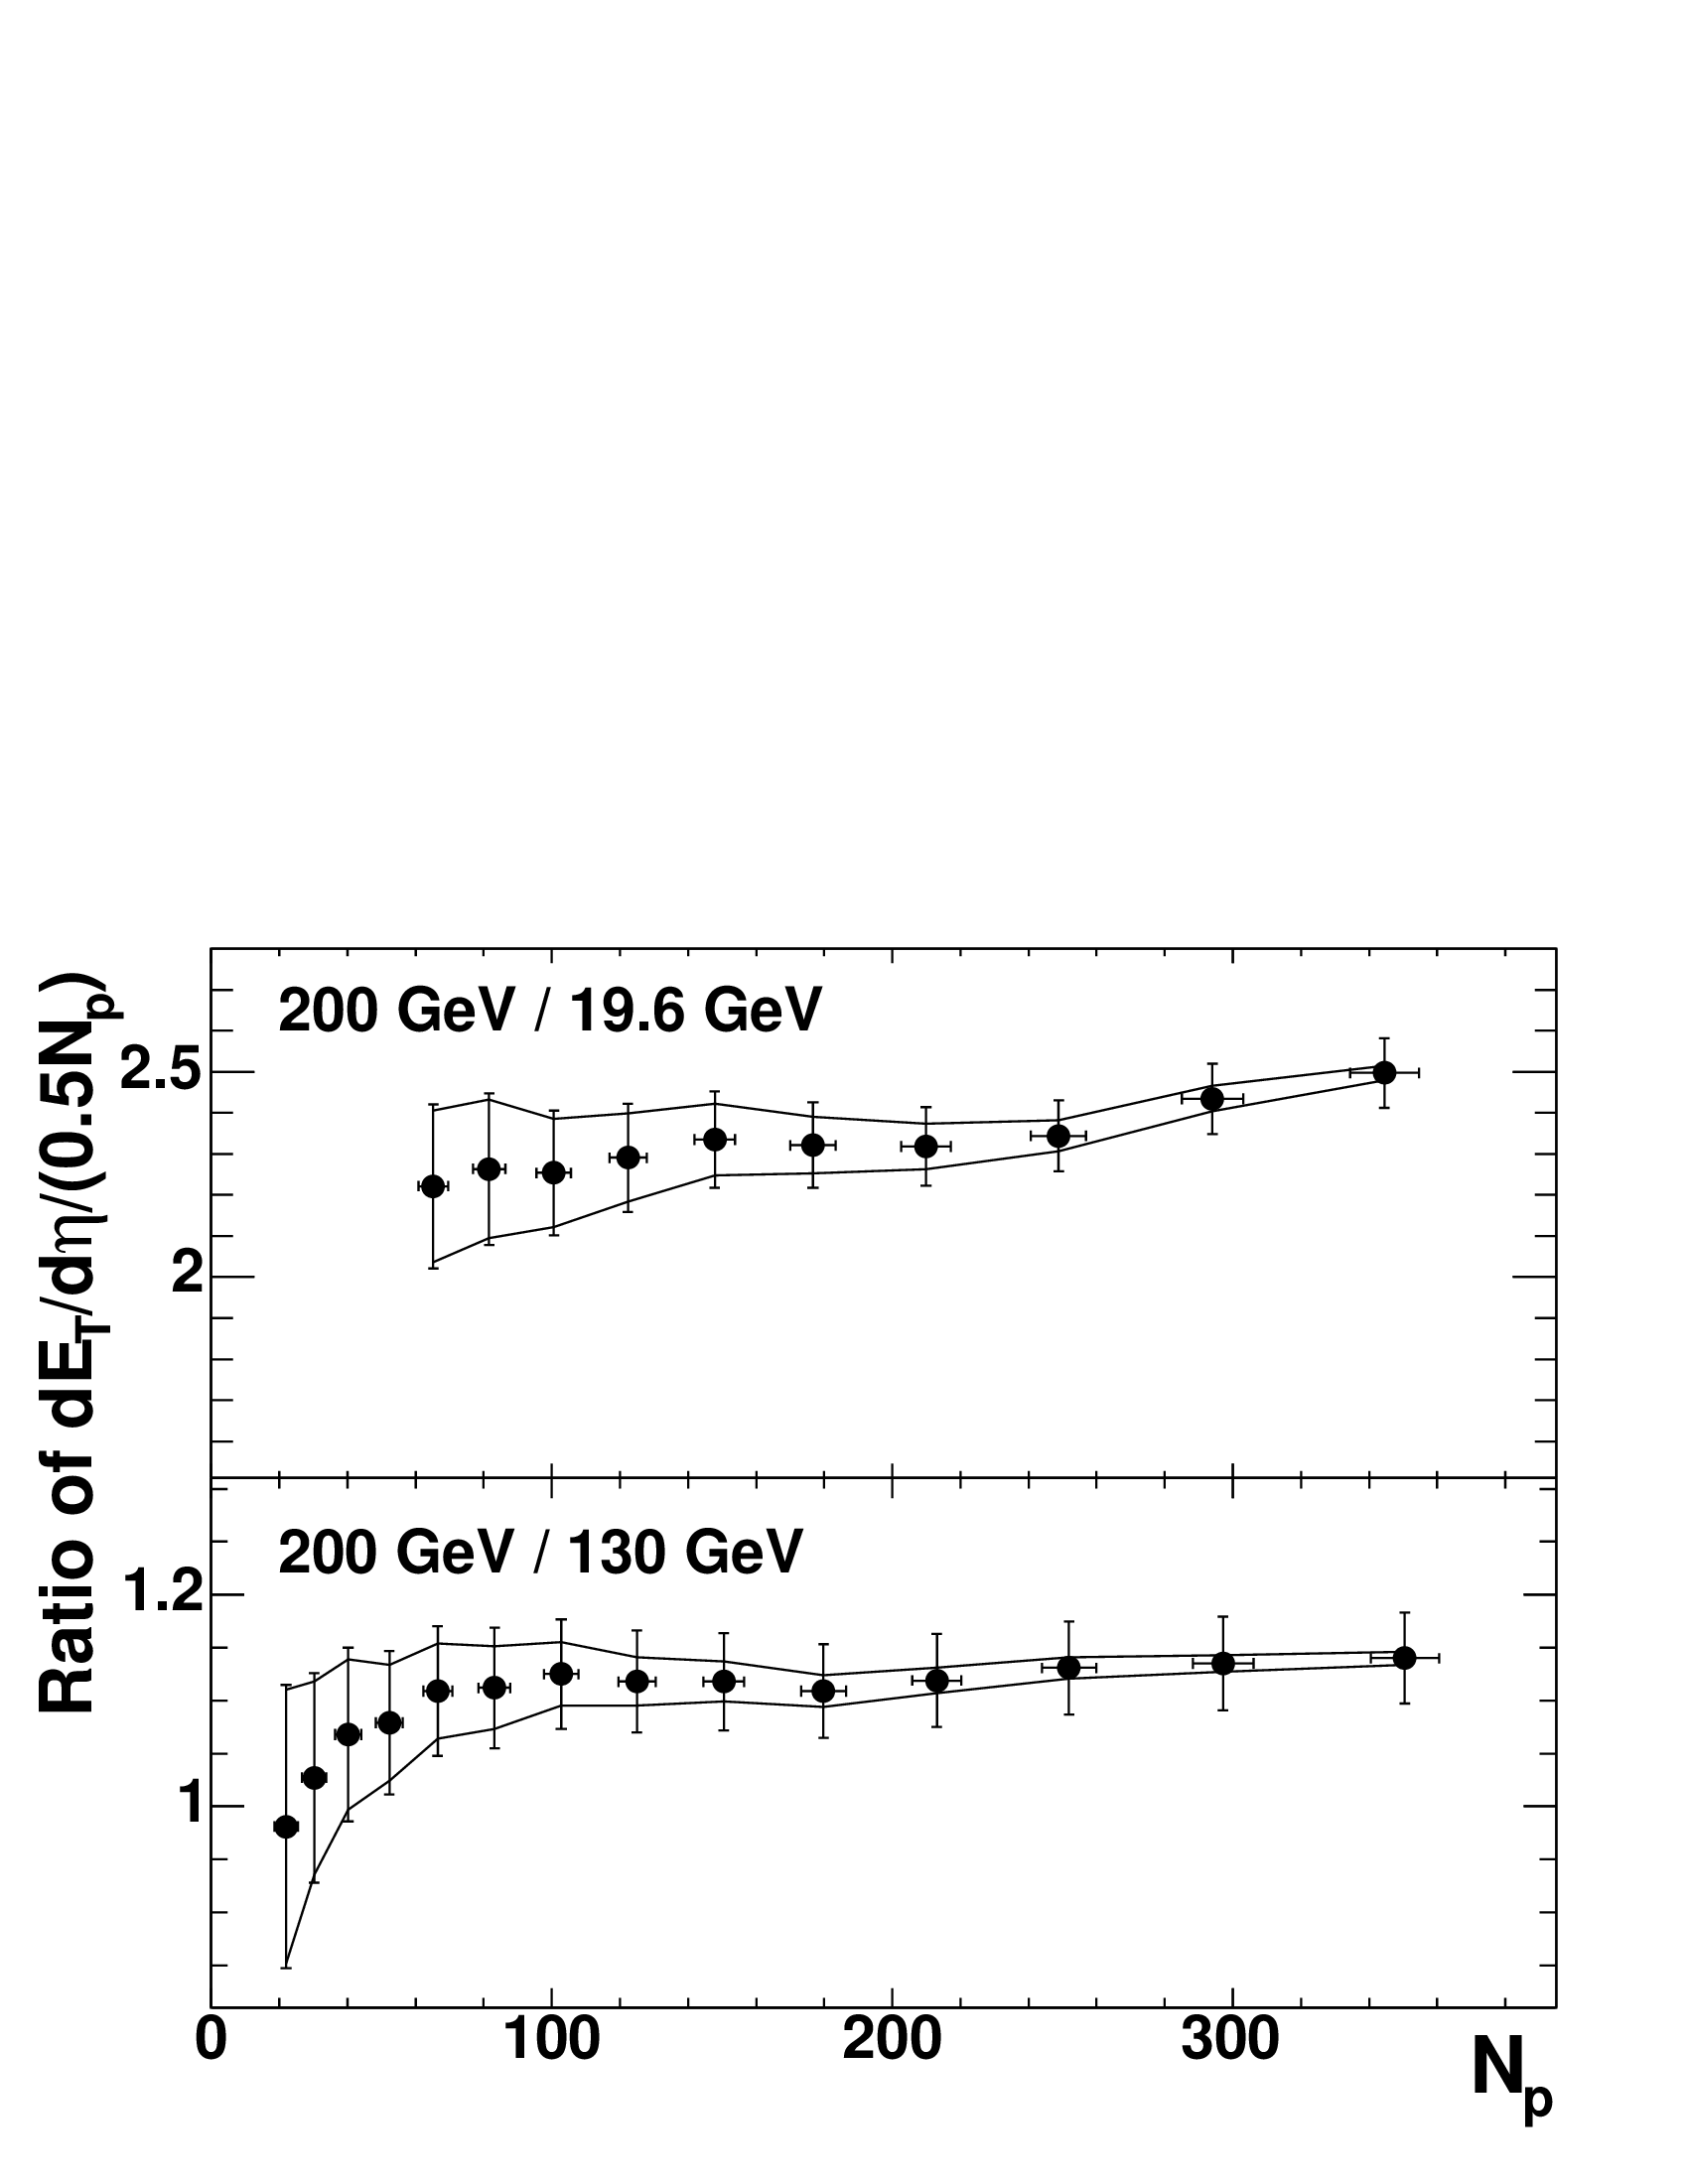 Ratio of dE_T/dη/(0.5N_p)
200 GeV / 19.6 GeV
2.5
2
200 GeV / 130 GeV
1.2
1
0 100 200 300
N_p